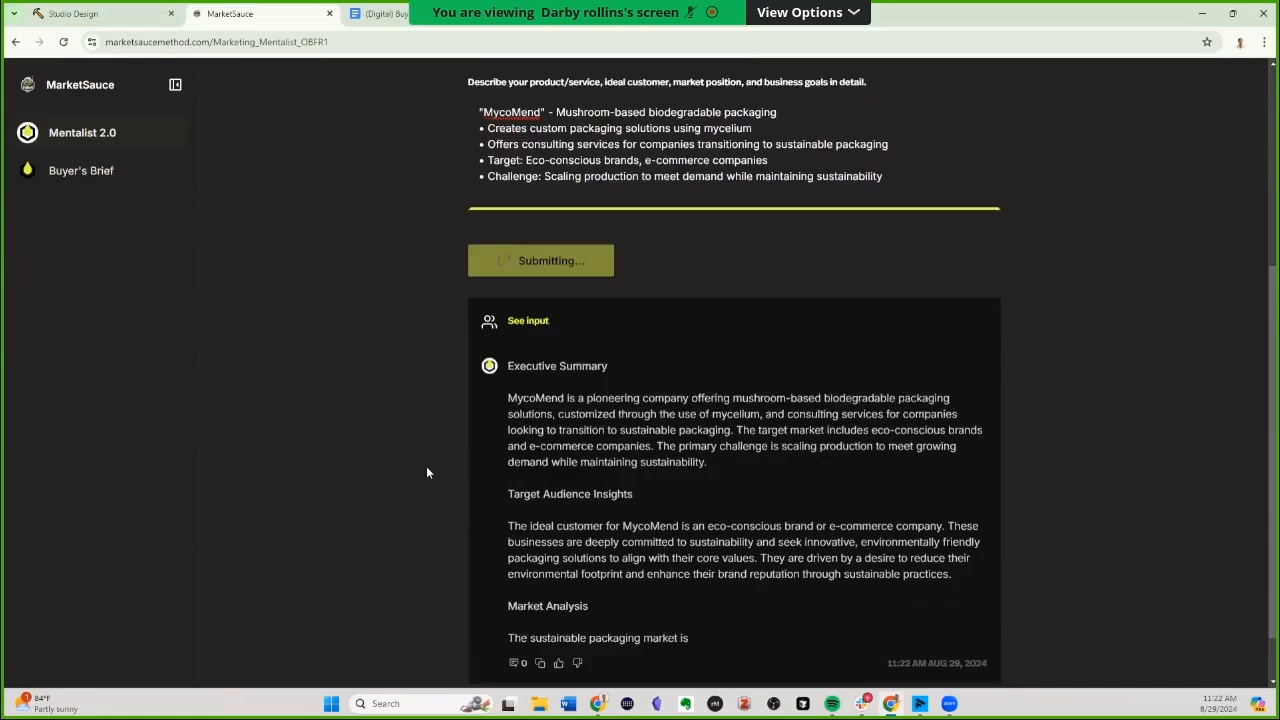 You are viewing Darby rollins's screen
View Options
Studio Design
MarketSauce
(Digital) Buy
marketsaucemethod.com/Marketing_Mentalist_OBFR1
MarketSauce
Mentalist 2.0
Buyer's Brief
Describe your product/service, ideal customer, market position, and business goals in detail.
"MycoMend" - Mushroom-based biodegradable packaging
• Creates custom packaging solutions using mycelium
• Offers consulting services for companies transitioning to sustainable packaging
• Target: Eco-conscious brands, e-commerce companies
• Challenge: Scaling production to meet demand while maintaining sustainability
Submitting...
See input
Executive Summary
MycoMend is a pioneering company offering mushroom-based biodegradable packaging
solutions, customized through the use of mycelium, and consulting services for companies
looking to transition to sustainable packaging. The target market includes eco-conscious brands
and e-commerce companies. The primary challenge is scaling production to meet growing
demand while maintaining sustainability.
Target Audience Insights
The ideal customer for MycoMend is an eco-conscious brand or e-commerce company. These
businesses are deeply committed to sustainability and seek innovative, environmentally friendly
packaging solutions to align with their core values. They are driven by a desire to reduce their
environmental footprint and enhance their brand reputation through sustainable practices.
Market Analysis
The sustainable packaging market is
0
11:22 AM AUG 29, 2024
1
84°F
Partly sunny
Search
11:22 AM
8/29/2024